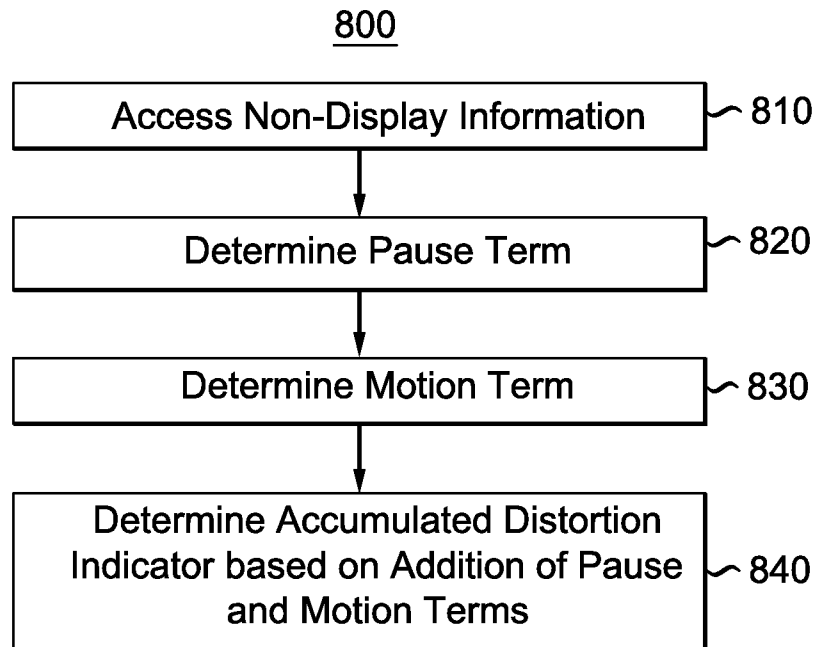 800
Access Non-Display Information
810
Determine Pause Term
820
Determine Motion Term
830
Determine Accumulated Distortion
Indicator based on Addition of Pause
and Motion Terms
840